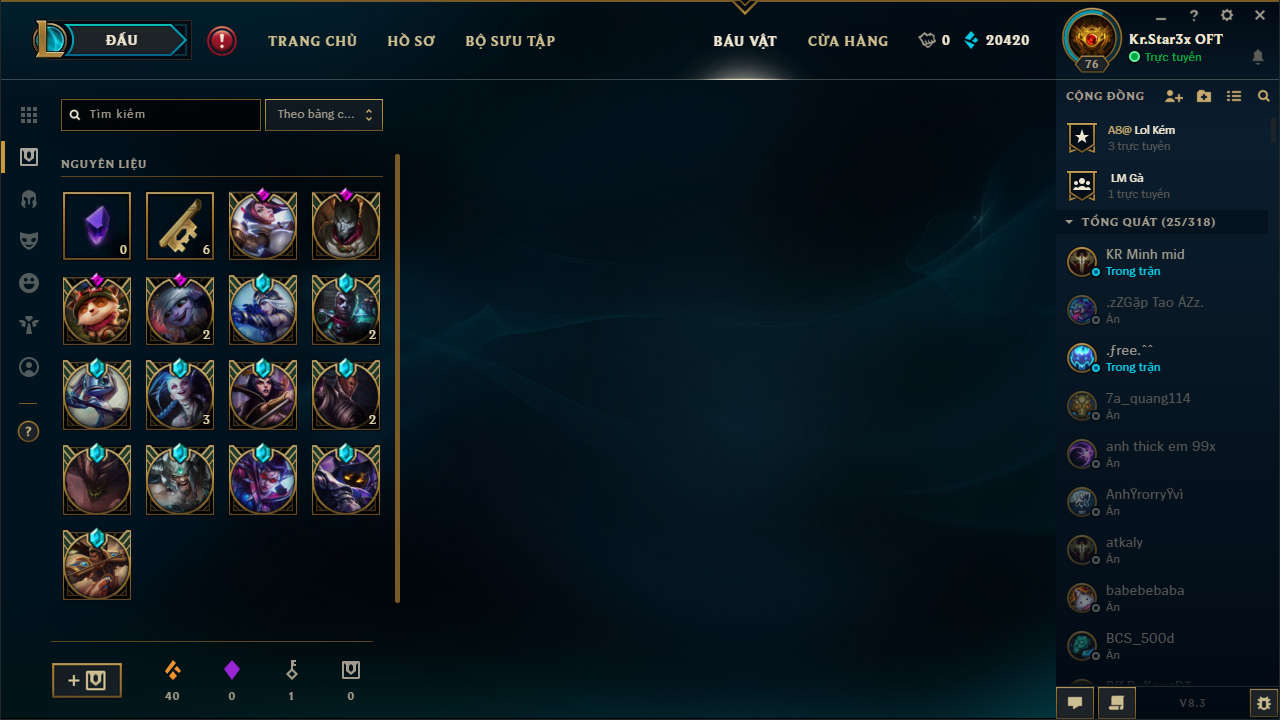 ĐẤU
TRANG CHỦ
HỒ SƠ
BỘ SƯU TẬP
BÁU VẬT
CỬA HÀNG
0
20420
?
76
Kr.Star3x OFT
Trực tuyến
Tìm kiếm
Theo bảng c...
NGUYÊN LIỆU
0
6
2
2
3
2
?
40
0
1
0
CỘNG ĐỒNG
A8@ Lol Kém
3 trực tuyến
LM Gà
1 trực tuyến
TỔNG QUÁT (25/318)
KR Minh mid
Trong trận
.zZGặp Tao ÁZz.
Ẩn
.ƒree.ˆˆ
Trong trận
7a_quang114
Ẩn
anh thick em 99x
Ẩn
AnhŸrorryŸvì
Ẩn
atkaly
Ẩn
babebebaba
Ẩn
BCS_500d
Ẩn
V8.3